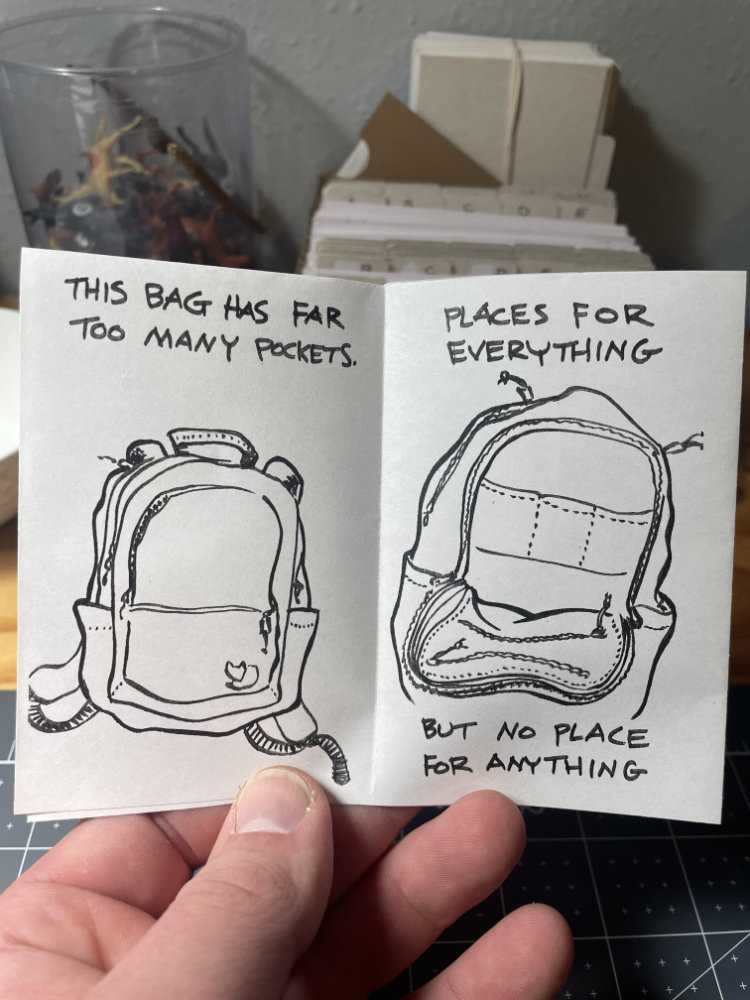 THIS BAG HAS FAR
TOO MANY POCKETS.
PLACES FOR
EVERYTHING
BUT NO PLACE
FOR ANYTHING